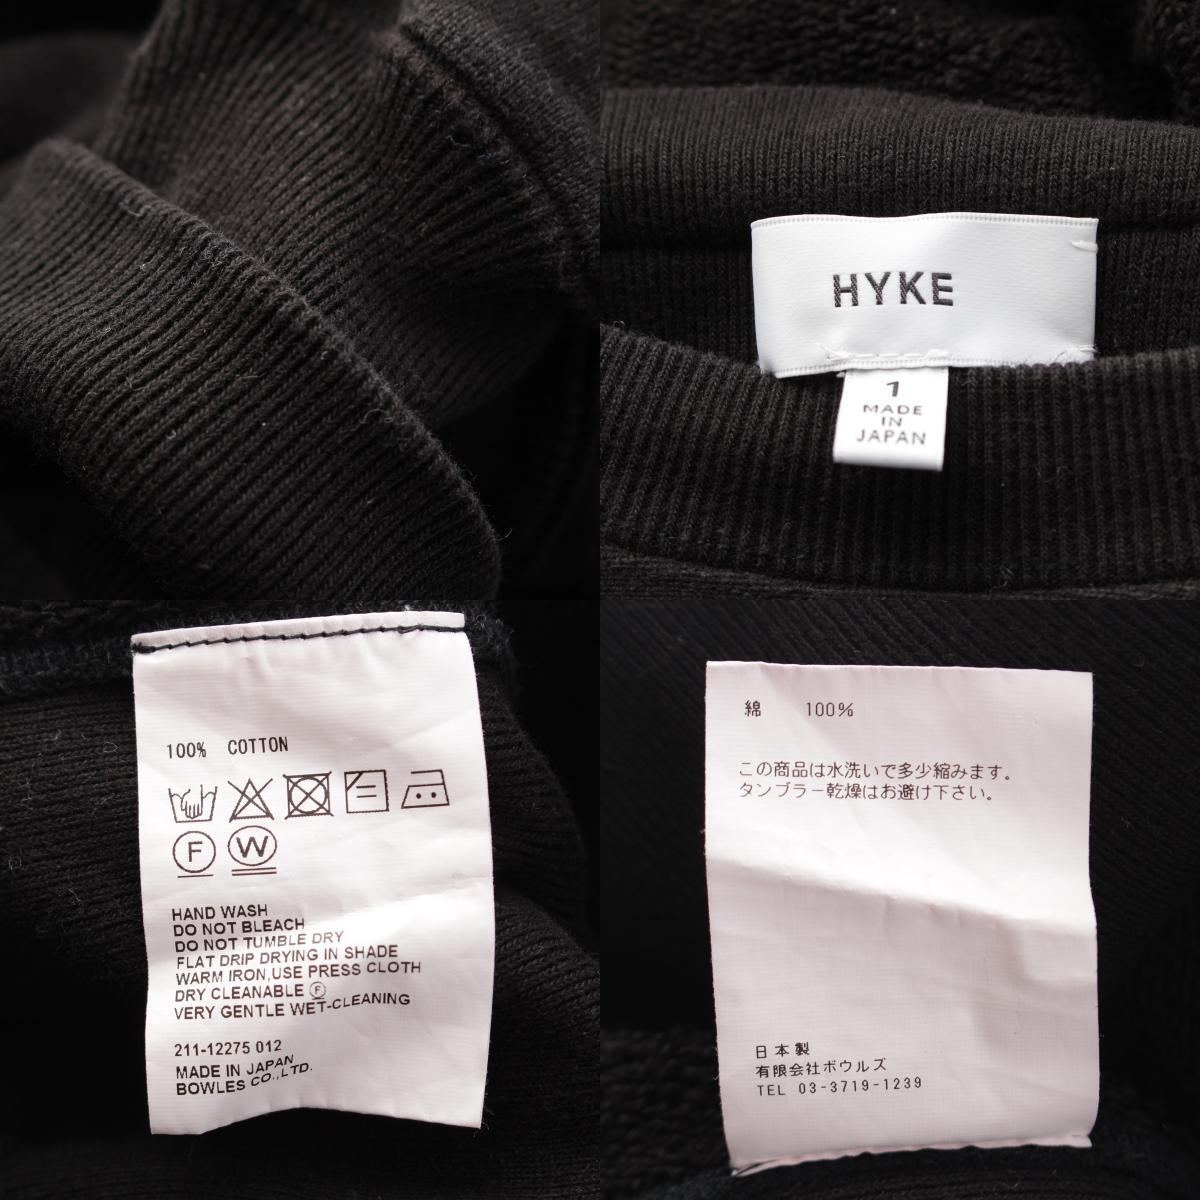 HYKE
1
MADE
IN
JAPAN
100% COTTON
F W
HAND WASH
DO NOT BLEACH
DO NOT TUMBLE DRY
FLAT DRIP DRYING IN SHADE
WARM IRON,USE PRESS CLOTH
DRY CLEANABLE Ⓕ
VERY GENTLE WET-CLEANING
211-12275 012
MADE IN JAPAN
BOWLES CO.,LTD.
綿 100%
この商品は水洗いで多少縮みます。
タンブラー乾燥はお避け下さい。
日本製
有限会社ボウルズ
TEL 03-3719-1239